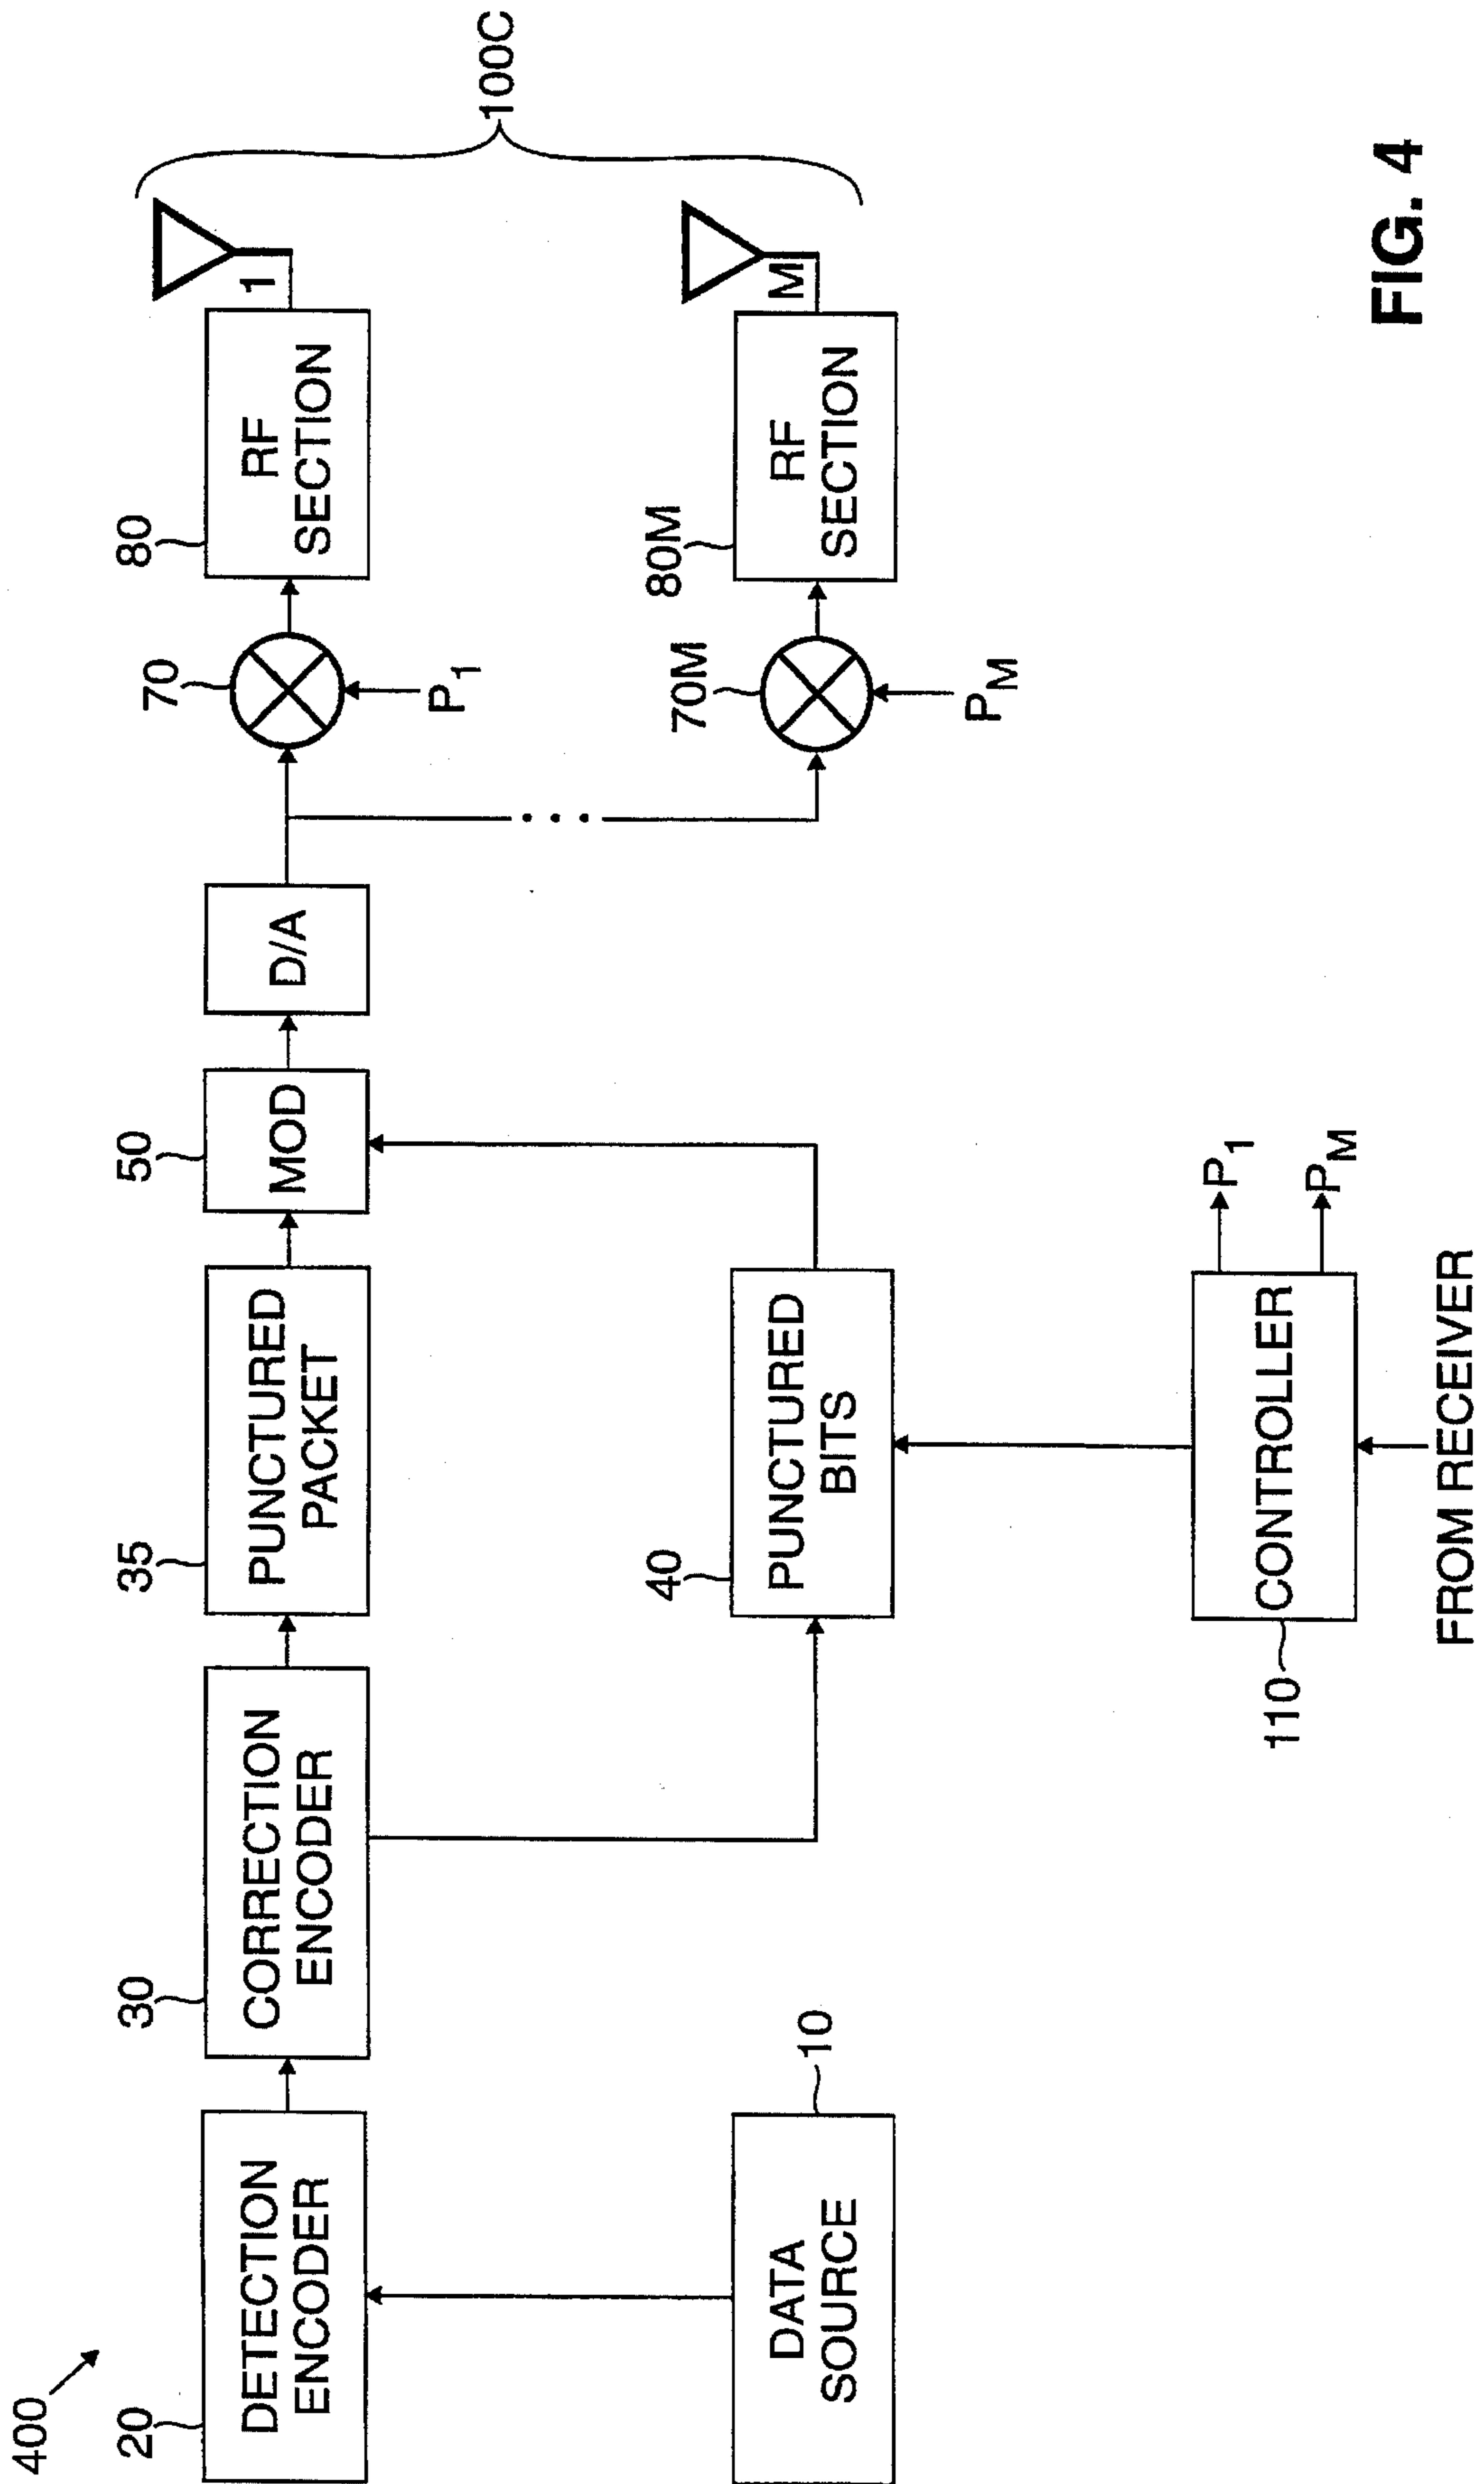 400
20
DETECTION
ENCODER
30
CORRECTION
ENCODER
35
PUNCTURED
PACKET
50
MOD
D/A
70
P1
80
RF
SECTION
1
100C
DATA
SOURCE
10
40
PUNCTURED
BITS
70M
PM
80M
RF
SECTION
M
110
CONTROLLER
P1
PM
FROM RECEIVER
FIG. 4